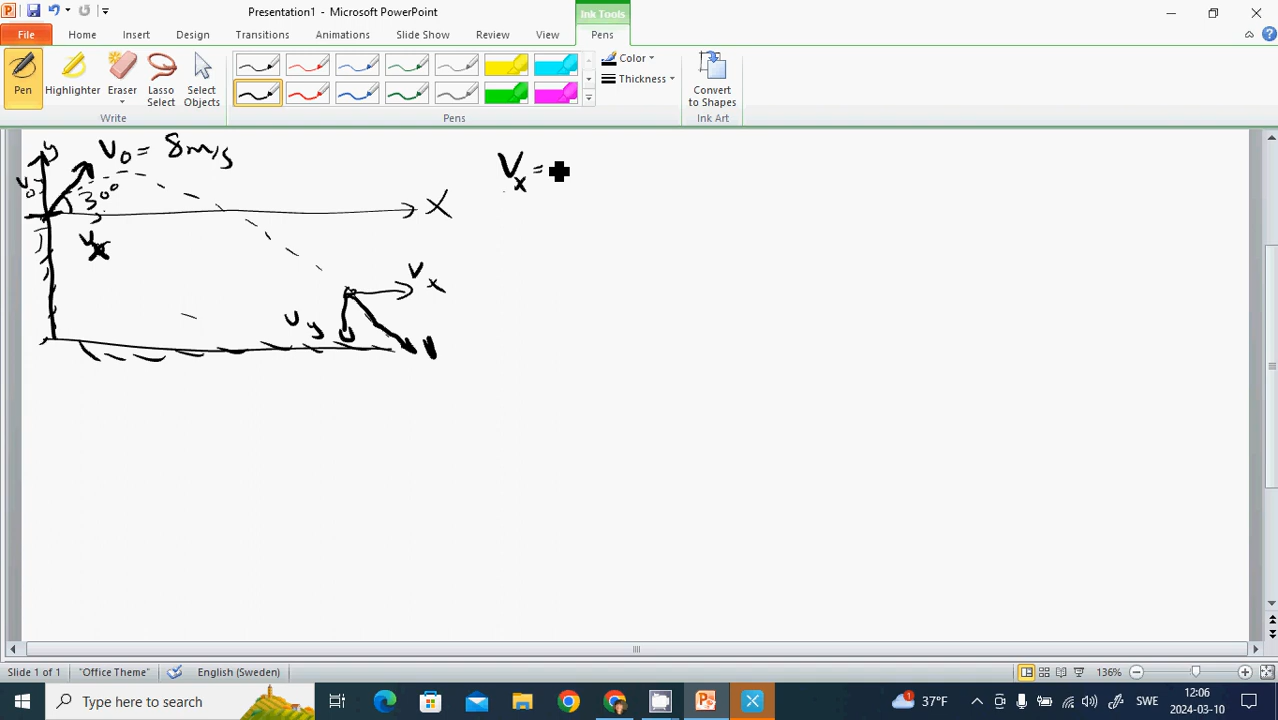 Presentation1 - Microsoft PowerPoint
Ink Tools
File Home Insert Design Transitions Animations Slide Show Review View Pens
Pen Highlighter Eraser Lasso Select Select Objects
Color
Thickness
Convert to Shapes
Write Pens Ink Art
y V0 = 8m/s
V0
30°
X
Vx
Vx =
Vx
Vy
V
Slide 1 of 1 "Office Theme" English (Sweden) 136%
Type here to search
1 37°F SWE 12:06
2024-03-10